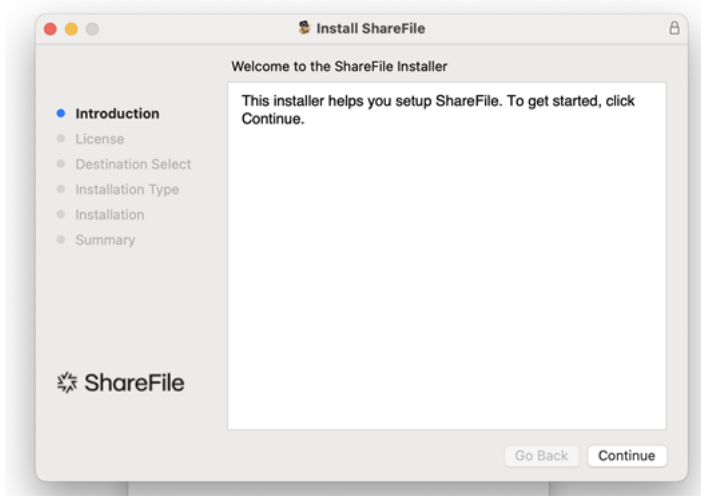 Install ShareFile
Welcome to the ShareFile Installer
Introduction
License
Destination Select
Installation Type
Installation
Summary
This installer helps you setup ShareFile. To get started, click
Continue.
ShareFile
Go Back
Continue